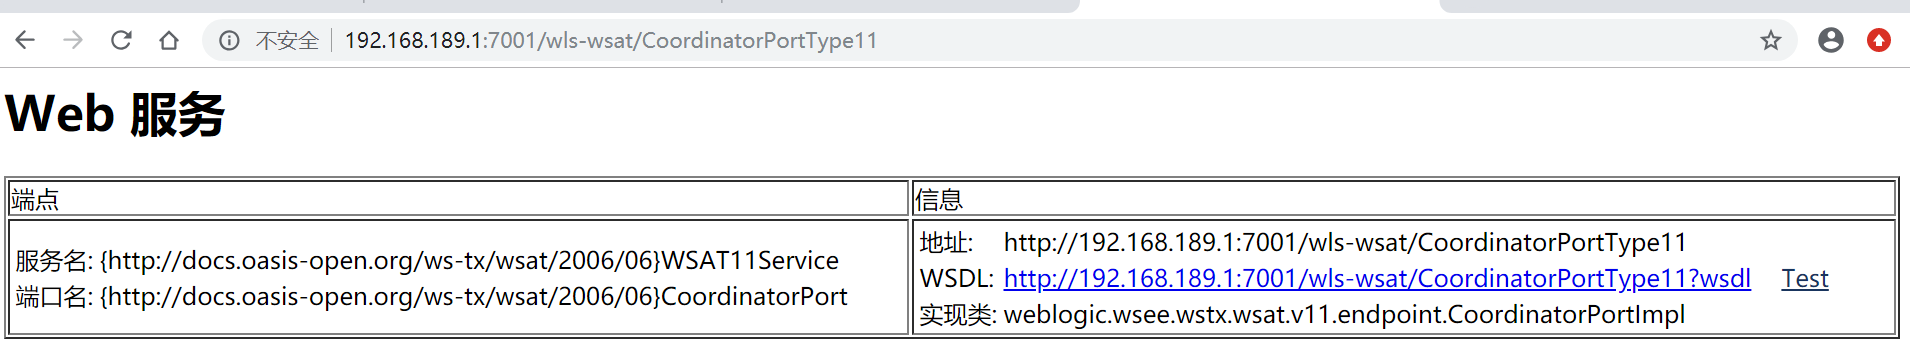 不安全 192.168.189.1:7001/wls-wsat/CoordinatorPortType11
Web 服务
端点 信息
服务名: {http://docs.oasis-open.org/ws-tx/wsat/2006/06}WSAT11Service
端口名: {http://docs.oasis-open.org/ws-tx/wsat/2006/06}CoordinatorPort
地址: http://192.168.189.1:7001/wls-wsat/CoordinatorPortType11
WSDL: http://192.168.189.1:7001/wls-wsat/CoordinatorPortType11?wsdl Test
实现类: weblogic.wsee.wstx.wsat.v11.endpoint.CoordinatorPortImpl